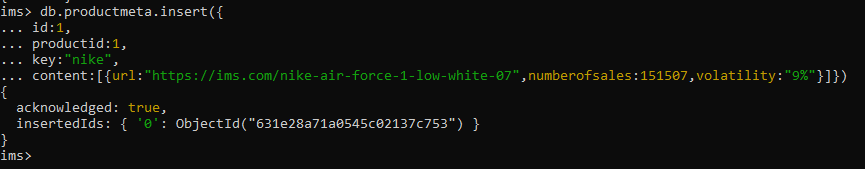 ims> db.productmeta.insert({
... id:1,
... productid:1,
... key:"nike",
... content:[{url:"https://ims.com/nike-air-force-1-low-white-07",numberofsales:151507,volatility:"9%"}]})
{
  acknowledged: true,
  insertedIds: { '0': ObjectId("631e28a71a0545c02137c753") }
}
ims>